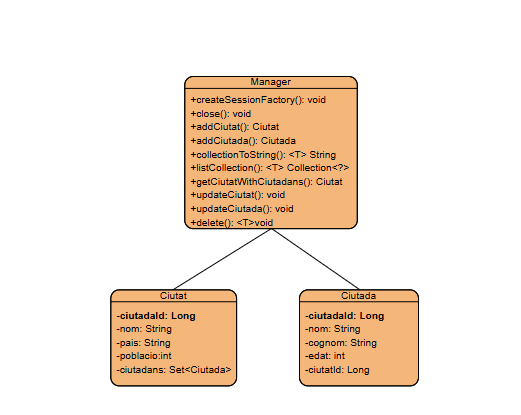 Manager
+createSessionFactory(): void
+close(): void
+addCiutat(): Ciutat
+addCiutada(): Ciutada
+collectionToString(): <T> String
+listCollection(): <T> Collection<?>
+getCiutatWithCiutadans(): Ciutat
+updateCiutat(): void
+updateCiutada(): void
+delete(): <T>void
Ciutat
-ciutadaId: Long
-nom: String
-pais: String
-poblacio:int
-ciutadans: Set<Ciutada>
Ciutada
-ciutadaId: Long
-nom: String
-cognom: String
-edat: int
-ciutatId: Long